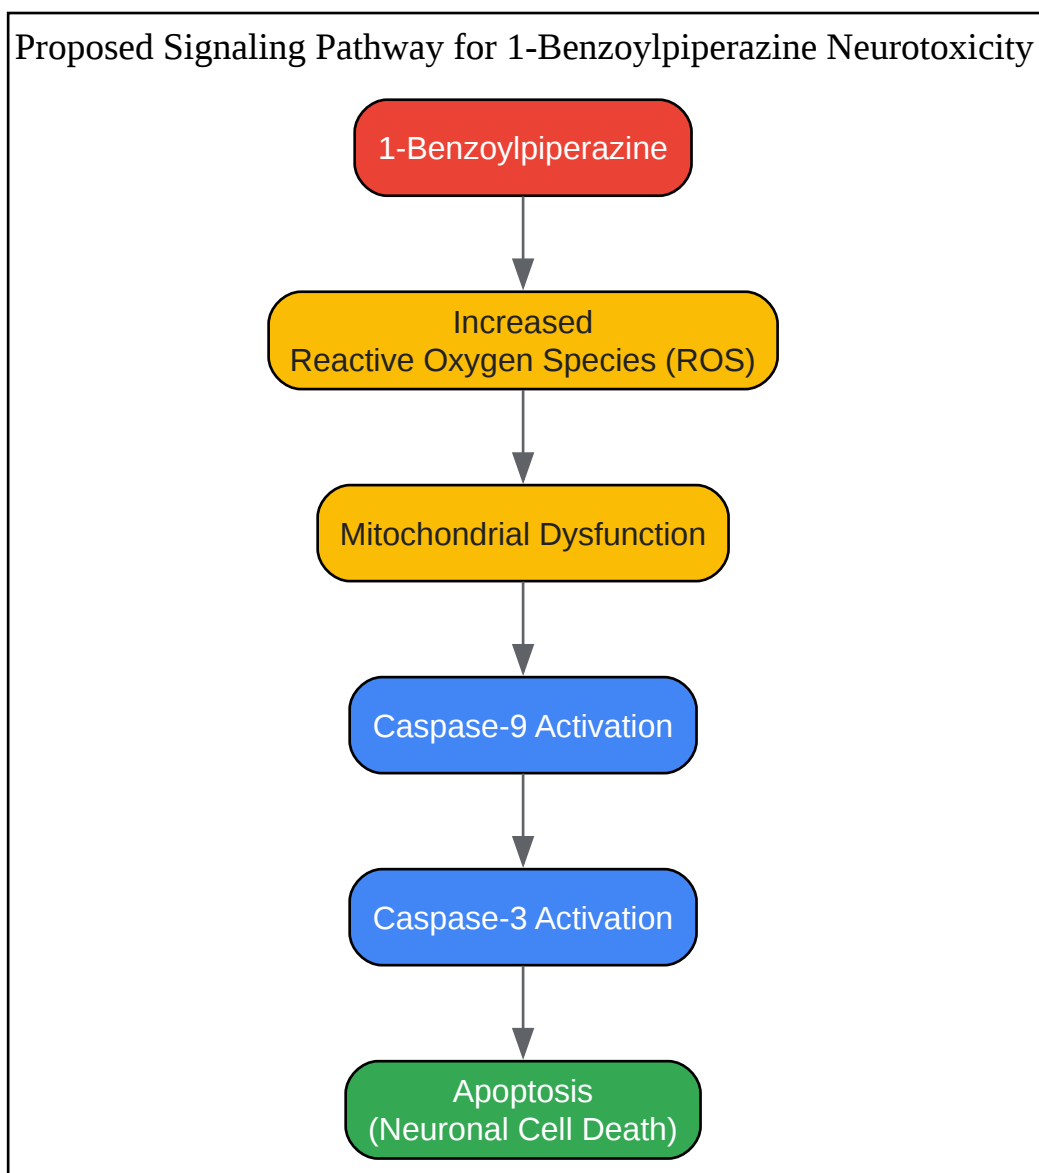 Proposed Signaling Pathway for 1-Benzoylpiperazine Neurotoxicity
1-Benzoylpiperazine
Increased
Reactive Oxygen Species (ROS)
Mitochondrial Dysfunction
Caspase-9 Activation
Caspase-3 Activation
Apoptosis
(Neuronal Cell Death)